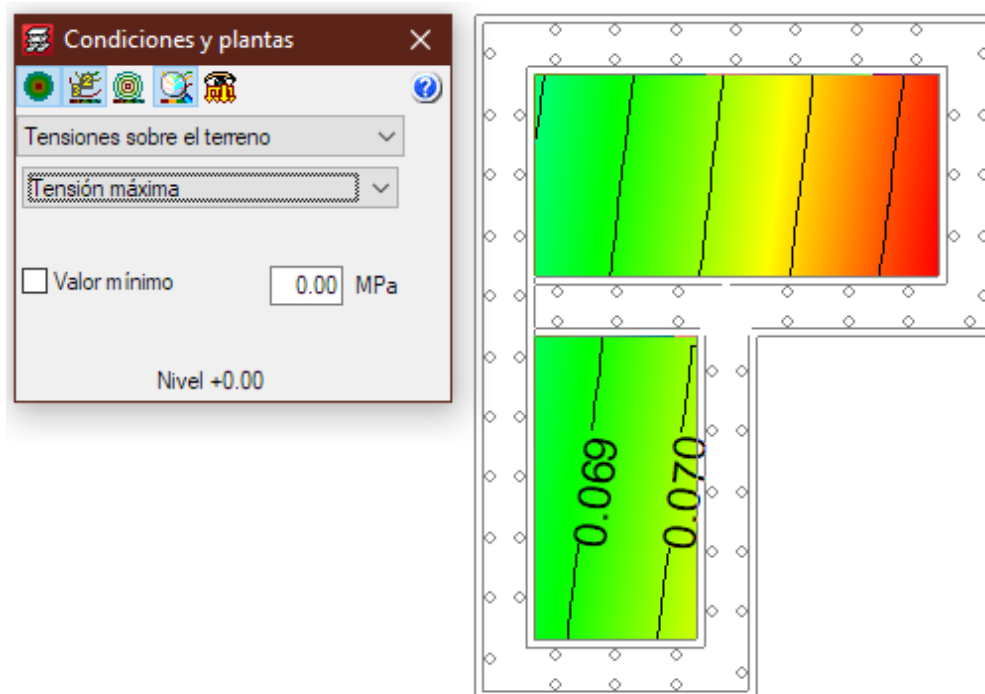 Condiciones y plantas
Tensiones sobre el terreno
Tensión máxima
Valor mínimo 0.00 MPa
Nivel +0.00
0.069
0.070